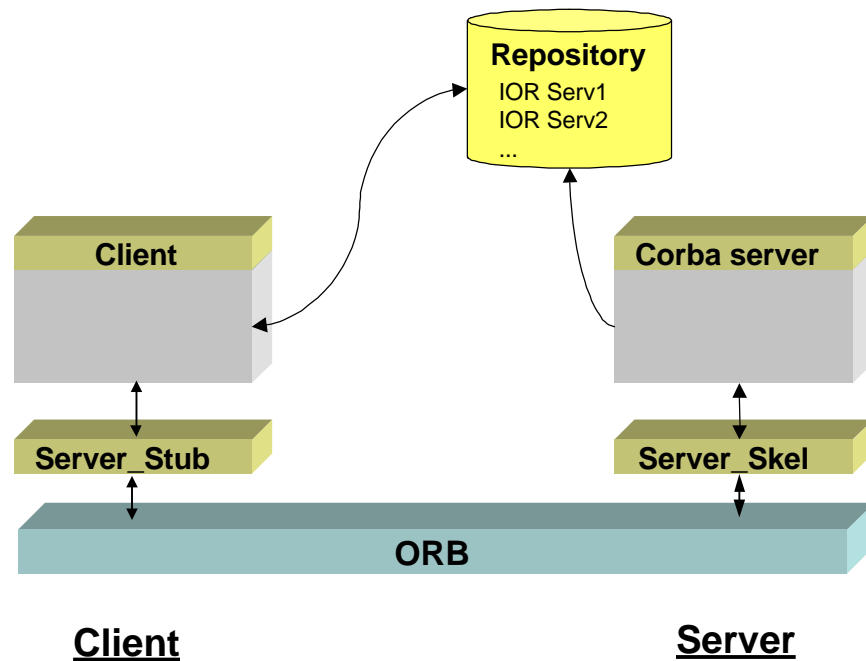 Repository
IOR Serv1
IOR Serv2
...
Client
Corba server
Server_Stub
Server_Skel
ORB
Client
Server